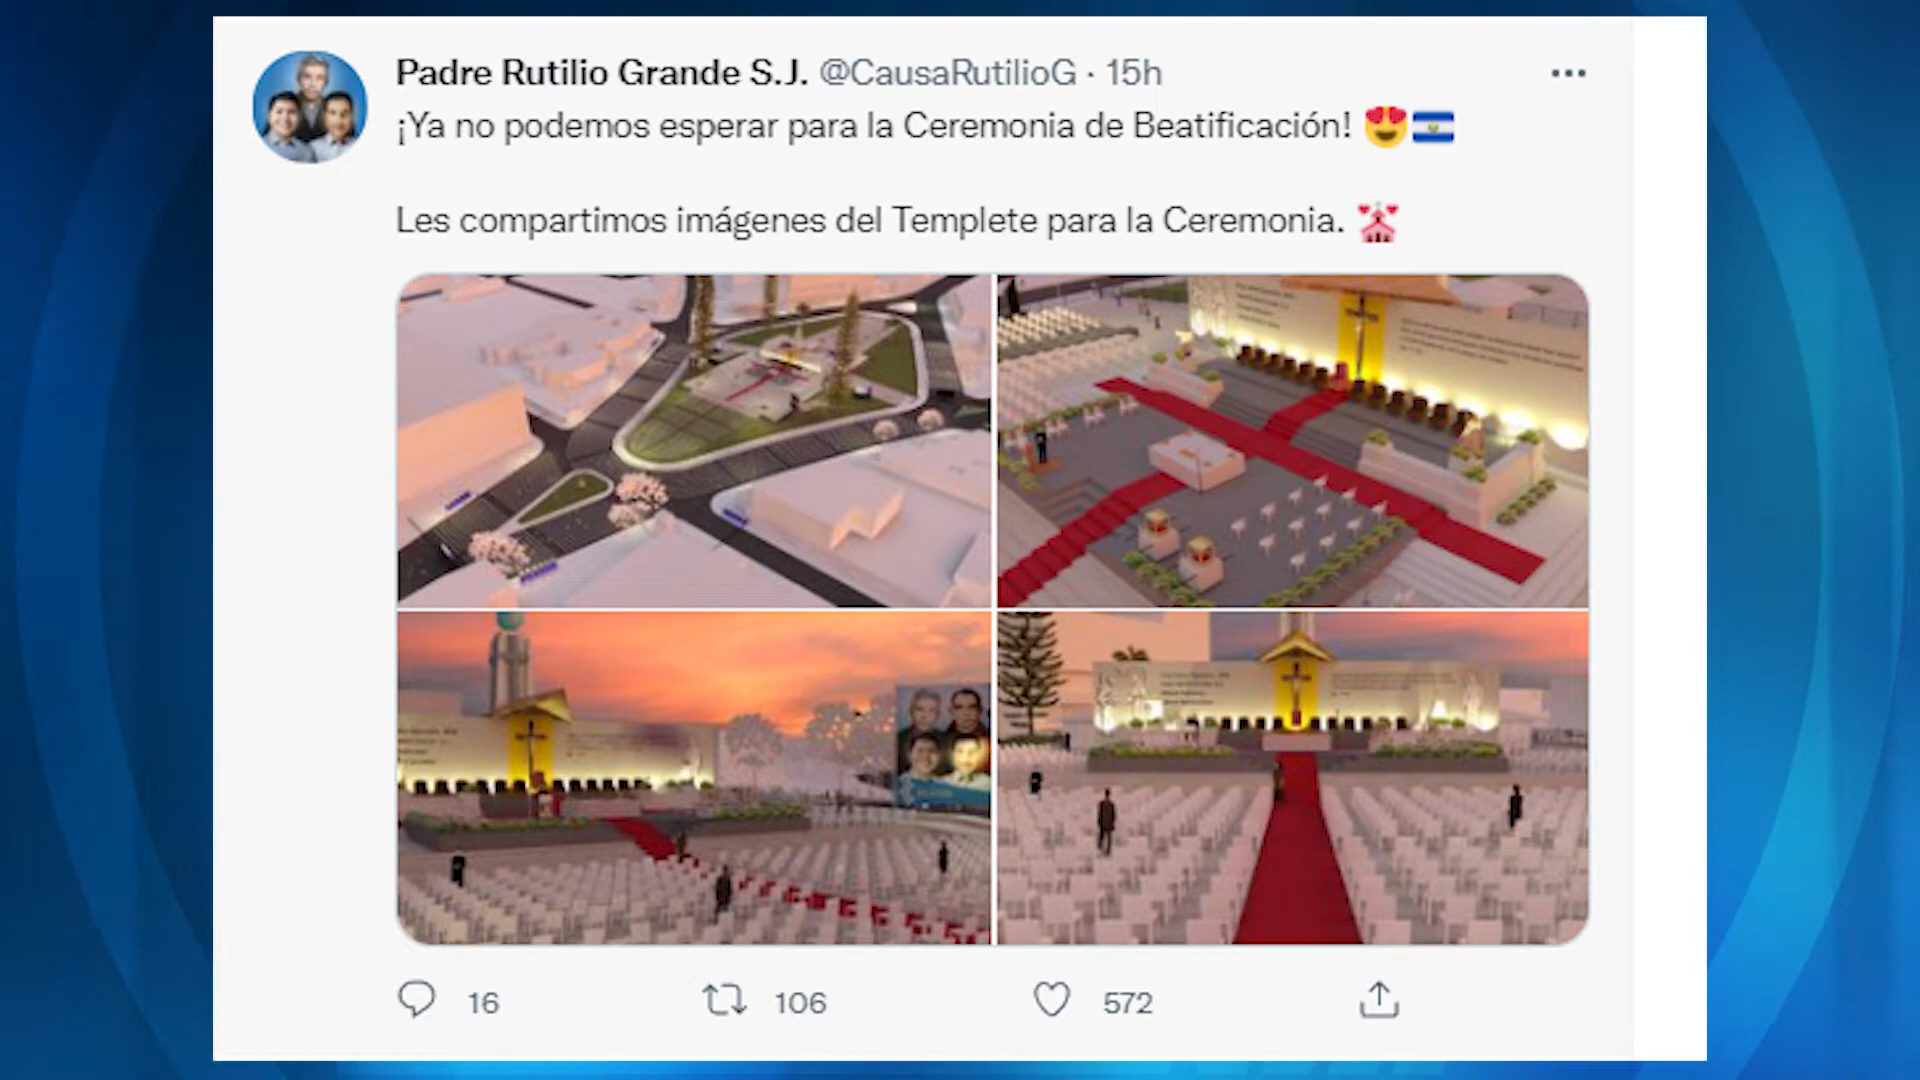 Padre Rutilio Grande S.J. @CausaRutilioG · 15h
¡Ya no podemos esperar para la Ceremonia de Beatificación! 😍🇸🇻
Les compartimos imágenes del Templete para la Ceremonia. 💒
16 106 572